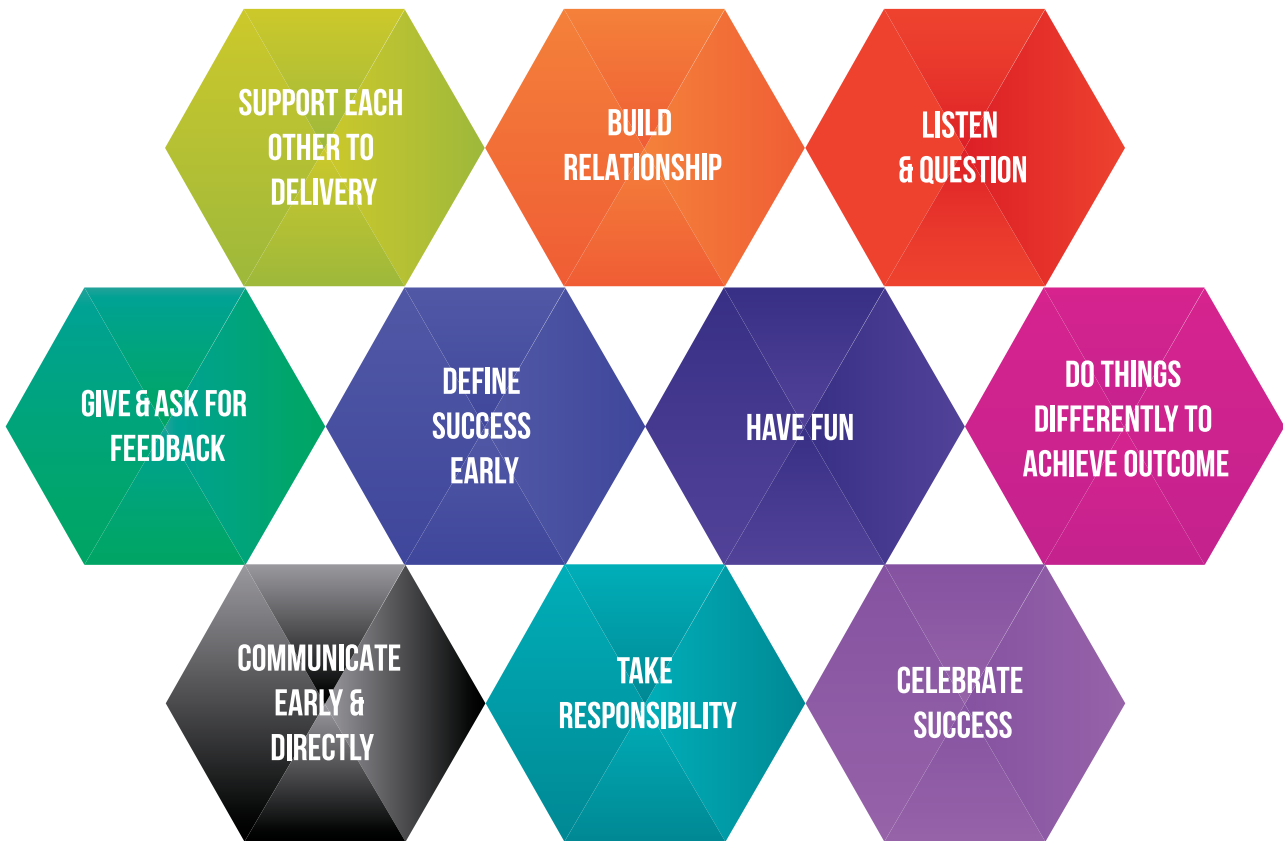 SUPPORT EACH
OTHER TO
DELIVERY
BUILD
RELATIONSHIP
LISTEN
& QUESTION
GIVE & ASK FOR
FEEDBACK
DEFINE
SUCCESS
EARLY
HAVE FUN
DO THINGS
DIFFERENTLY TO
ACHIEVE OUTCOME
COMMUNICATE
EARLY &
DIRECTLY
TAKE
RESPONSIBILITY
CELEBRATE
SUCCESS